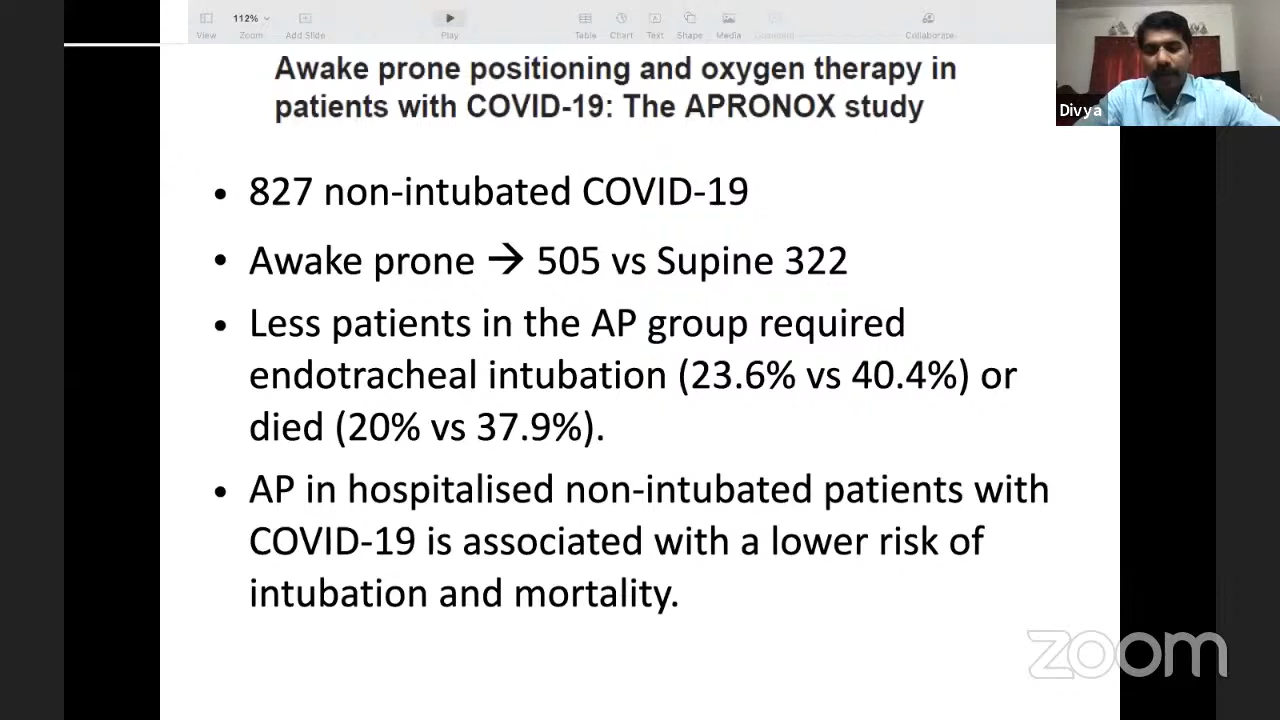 112%
View
Zoom
Add Slide
Play
Table
Chart
Text
Shape
Media
Collaborate
Divya
Awake prone positioning and oxygen therapy in
patients with COVID-19: The APRONOX study
• 827 non-intubated COVID-19
• Awake prone → 505 vs Supine 322
• Less patients in the AP group required
endotracheal intubation (23.6% vs 40.4%) or
died (20% vs 37.9%).
• AP in hospitalised non-intubated patients with
COVID-19 is associated with a lower risk of
intubation and mortality.
zoom